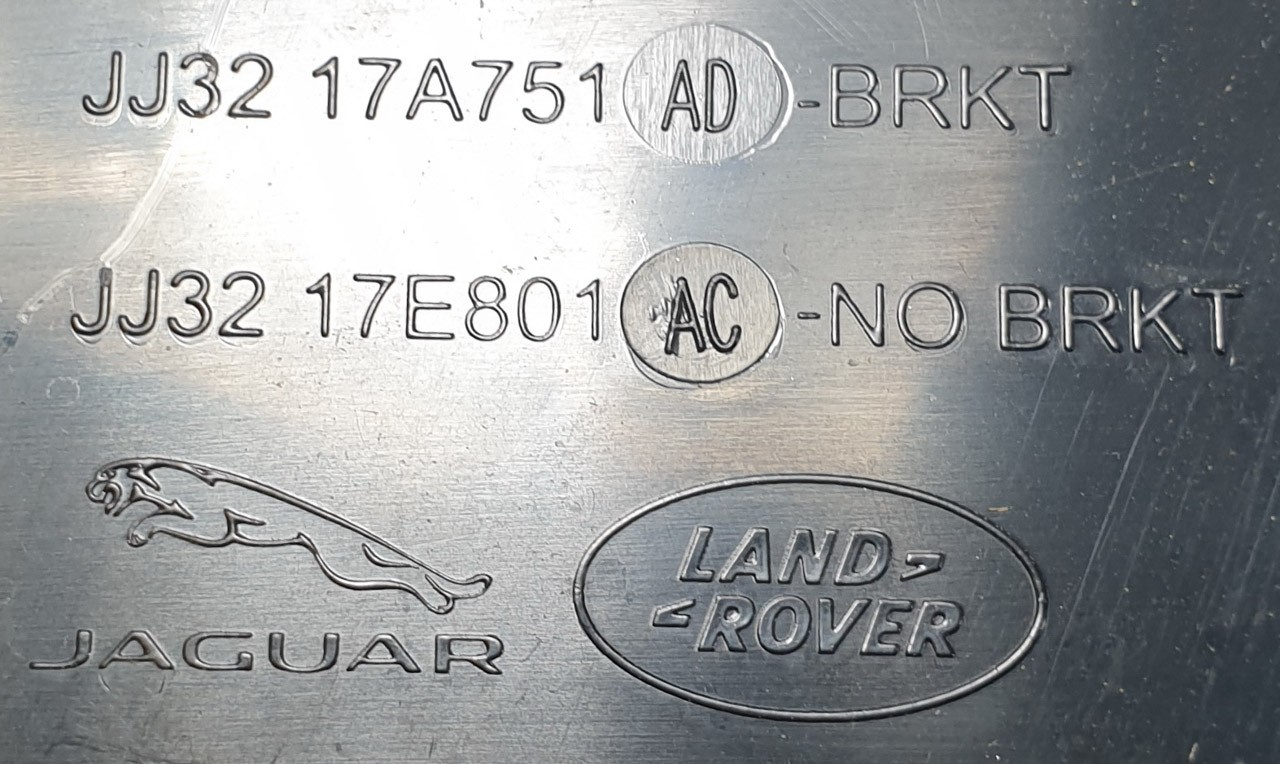 JJ32 17A751 AD -BRKT
JJ32 17E801 AC -NO BRKT
JAGUAR
LAND
ROVER